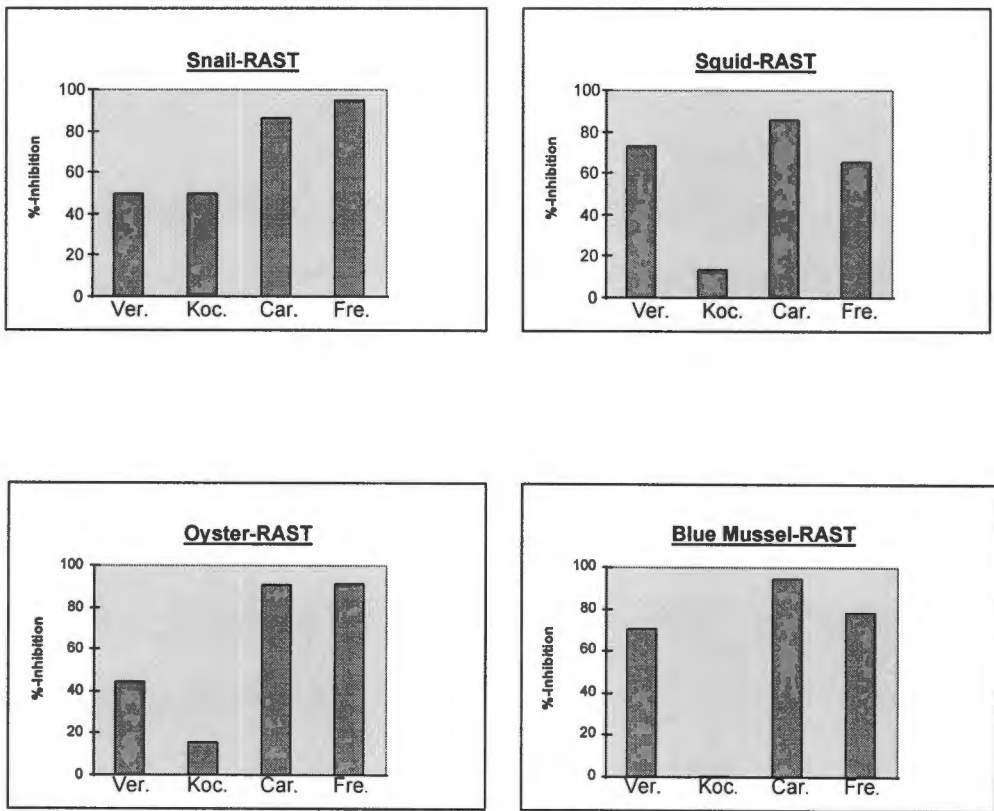 Snail-RAST
%-Inhibition
100
80
60
40
20
0
Ver. Koc. Car. Fre.
Squid-RAST
%-Inhibition
100
80
60
40
20
0
Ver. Koc. Car. Fre.
Oyster-RAST
%-Inhibition
100
80
60
40
20
0
Ver. Koc. Car. Fre.
Blue Mussel-RAST
%-Inhibition
100
80
60
40
20
0
Ver. Koc. Car. Fre.